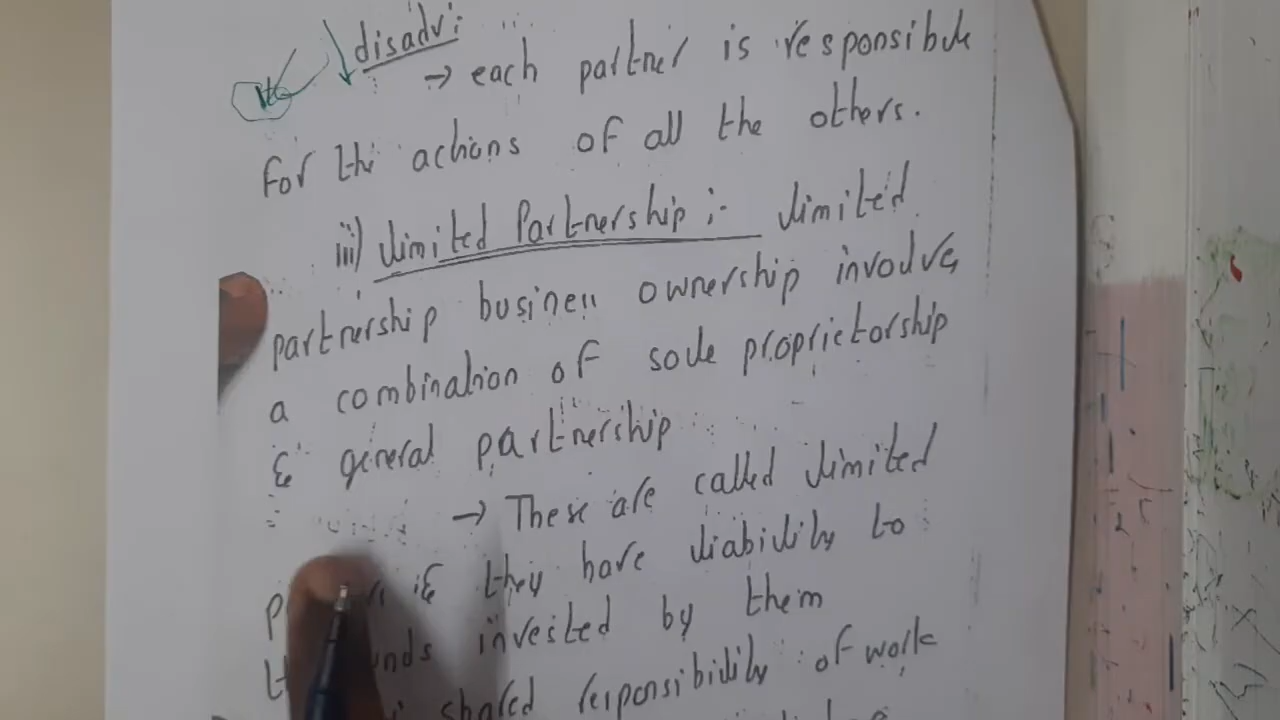 disadv:
→ each partner is responsible
for the actions of all the others.
iii) Limited Partnership :- Limited
partnership business ownership involve,
a combination of sole proprietorship
& general partnership
→ These are called limited
if they have liability to
invested by them
shared responsibility of work